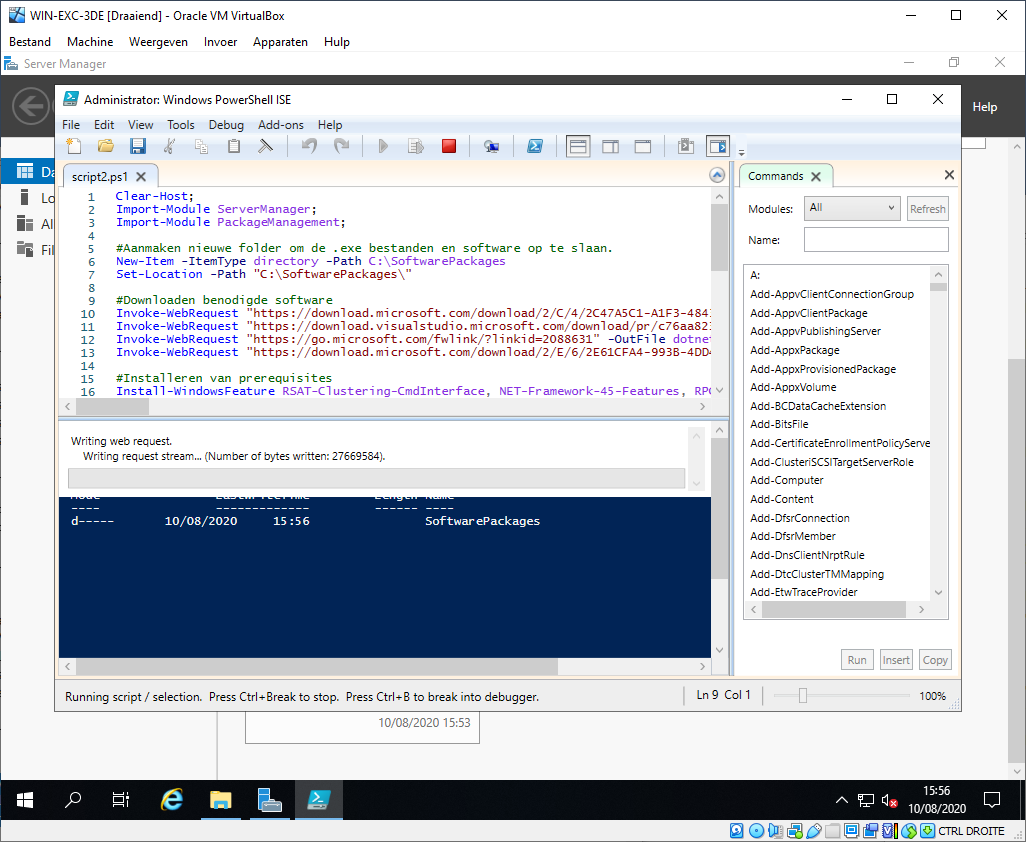 WIN-EXC-3DE [Draaiend] - Oracle VM VirtualBox
Bestand Machine Weergeven Invoer Apparaten Hulp
Server Manager
Help
Administrator: Windows PowerShell ISE
File Edit View Tools Debug Add-ons Help
Da
Lo
Al
Fil
script2.ps1
1 Clear-Host;
2 Import-Module ServerManager;
3 Import-Module PackageManagement;
4
5 #Aanmaken nieuwe folder om de .exe bestanden en software op te slaan.
6 New-Item -ItemType directory -Path C:\SoftwarePackages
7 Set-Location -Path "C:\SoftwarePackages\"
8
9 #Downloaden benodigde software
10 Invoke-WebRequest "https://download.microsoft.com/download/2/C/4/2C47A5C1-A1F3-4843
11 Invoke-WebRequest "https://download.visualstudio.microsoft.com/download/pr/c76aa823
12 Invoke-WebRequest "https://go.microsoft.com/fwlink/?linkid=2088631" -OutFile dotnet
13 Invoke-WebRequest "https://download.microsoft.com/download/2/E/6/2E61CFA4-993B-4DD4
14
15 #Installeren van prerequisites
16 Install-WindowsFeature RSAT-Clustering-CmdInterface, NET-Framework-45-Features, RPC
Writing web request.
Writing request stream... (Number of bytes written: 27669584).
Mode LastWriteTime Length Name
---- ------------- ------ ----
d----- 10/08/2020 15:56 SoftwarePackages
Commands
Modules: All Refresh
Name:
A:
Add-AppvClientConnectionGroup
Add-AppvClientPackage
Add-AppvPublishingServer
Add-AppxPackage
Add-AppxProvisionedPackage
Add-AppxVolume
Add-BCDataCacheExtension
Add-BitsFile
Add-CertificateEnrollmentPolicyServe
Add-ClusteriSCSITargetServerRole
Add-Computer
Add-Content
Add-DfsrConnection
Add-DfsrMember
Add-DnsClientNrptRule
Add-DtcClusterTMMapping
Add-EtwTraceProvider
Run Insert Copy
Running script / selection. Press Ctrl+Break to stop. Press Ctrl+B to break into debugger.
Ln 9 Col 1
100%
10/08/2020 15:53
15:56
10/08/2020
CTRL DROITE